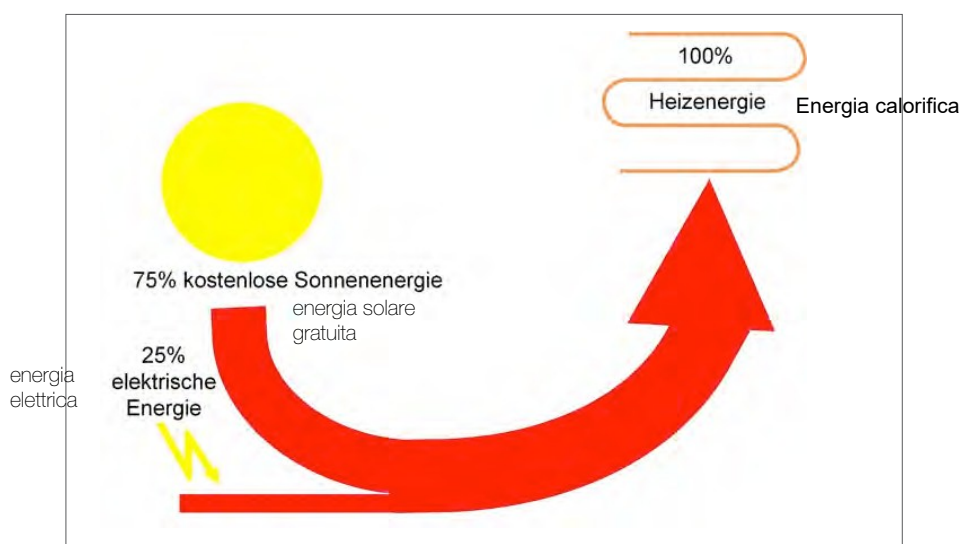 100%
Heizenergie
Energia calorifica
75% kostenlose Sonnenenergie
energia solare
gratuita
25%
elektrische
Energie
energia
elettrica